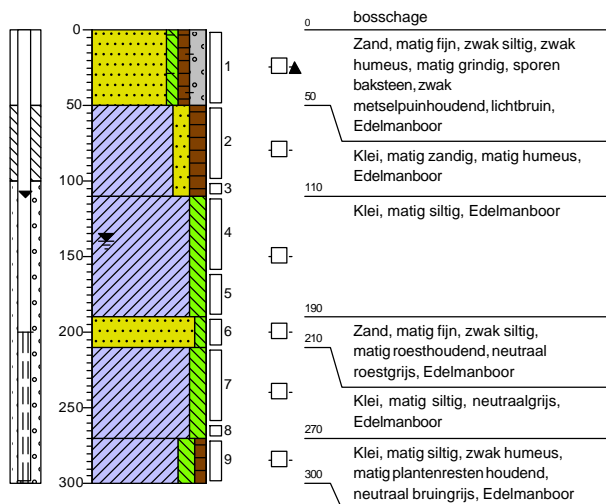 0
50
100
150
200
250
300
1
2
3
4
5
6
7
8
9
0
bosschage
Zand, matig fijn, zwak siltig, zwak
humeus, matig grindig, sporen
baksteen, zwak
metselpuinhoudend, lichtbruin,
Edelmanboor
50
Klei, matig zandig, matig humeus,
Edelmanboor
110
Klei, matig siltig, Edelmanboor
190
Zand, matig fijn, zwak siltig,
matig roesthoudend, neutraal
roestgrijs, Edelmanboor
210
Klei, matig siltig, neutraalgrijs,
Edelmanboor
270
Klei, matig siltig, zwak humeus,
matig plantenresten houdend,
neutraal bruingrijs, Edelmanboor
300